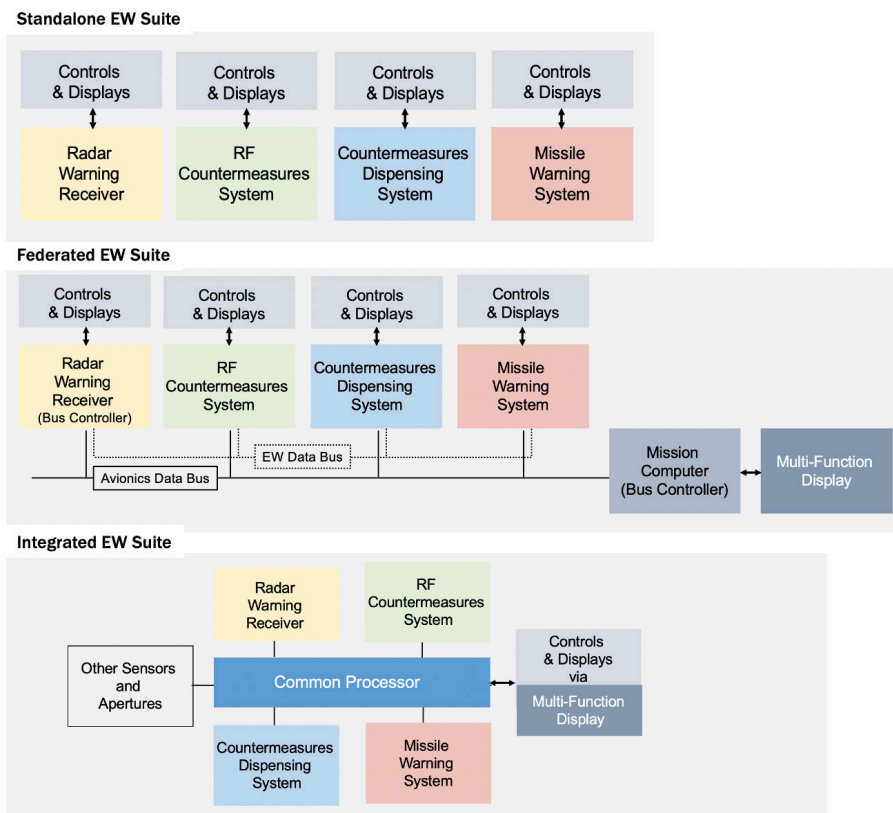 Standalone EW Suite
Controls
& Displays
Controls
& Displays
Controls
& Displays
Controls
& Displays
Radar
Warning
Receiver
RF
Countermeasures
System
Countermeasures
Dispensing
System
Missile
Warning
System
Federated EW Suite
Controls
& Displays
Controls
& Displays
Controls
& Displays
Controls
& Displays
Radar
Warning
Receiver
(Bus Controller)
RF
Countermeasures
System
Countermeasures
Dispensing
System
Missile
Warning
System
EW Data Bus
Avionics Data Bus
Mission
Computer
(Bus Controller)
Multi-Function
Display
Integrated EW Suite
Radar
Warning
Receiver
RF
Countermeasures
System
Other Sensors
and
Apertures
Common Processor
Controls
& Displays
via
Multi-Function
Display
Countermeasures
Dispensing
System
Missile
Warning
System